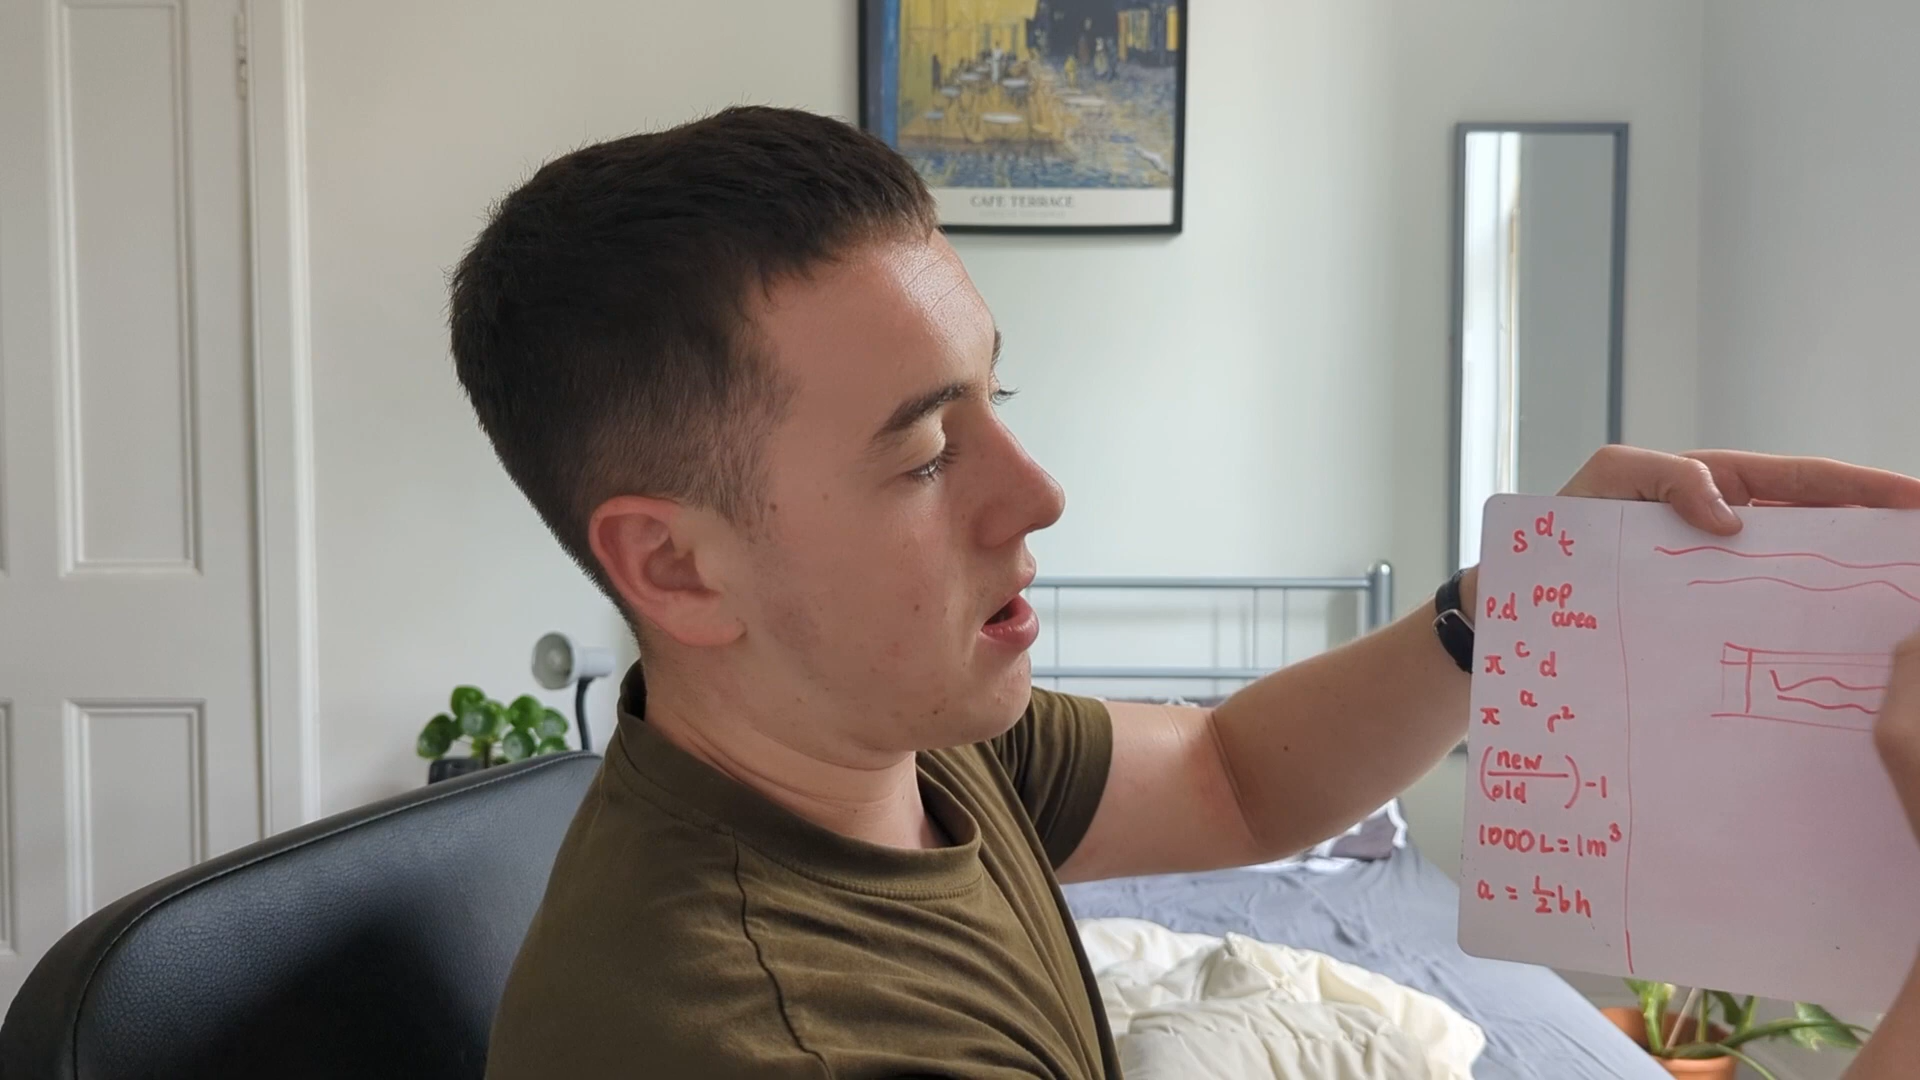 CAFE TERRACE
s d t
p.d pop area
π c d
π a r²
(new/old)-1
1000L=1m³
a = 1/2bh